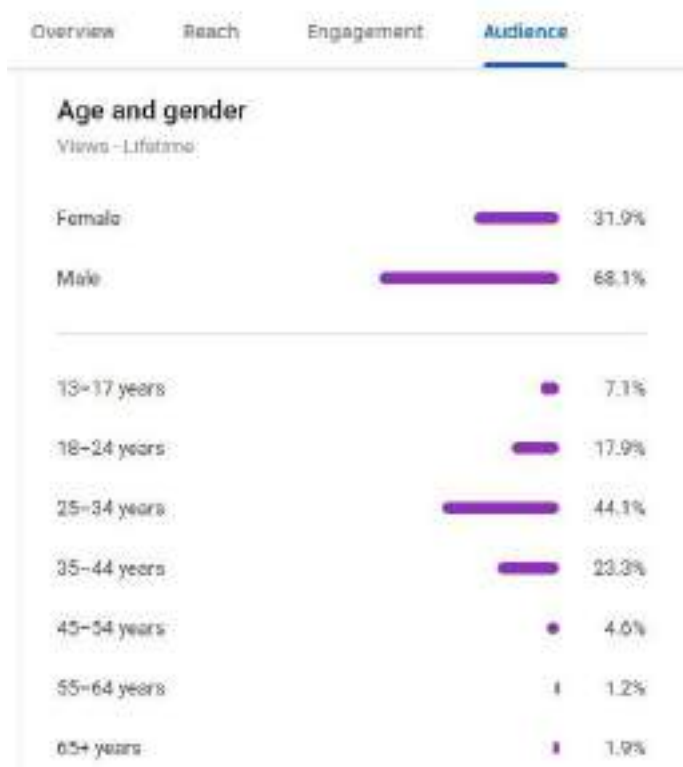 Overview Reach Engagement Audience
Age and gender
Views · Lifetime
Female 31.9%
Male 68.1%
13–17 years 7.1%
18–24 years 17.9%
25–34 years 44.1%
35–44 years 23.3%
45–54 years 4.6%
55–64 years 1.2%
65+ years 1.9%